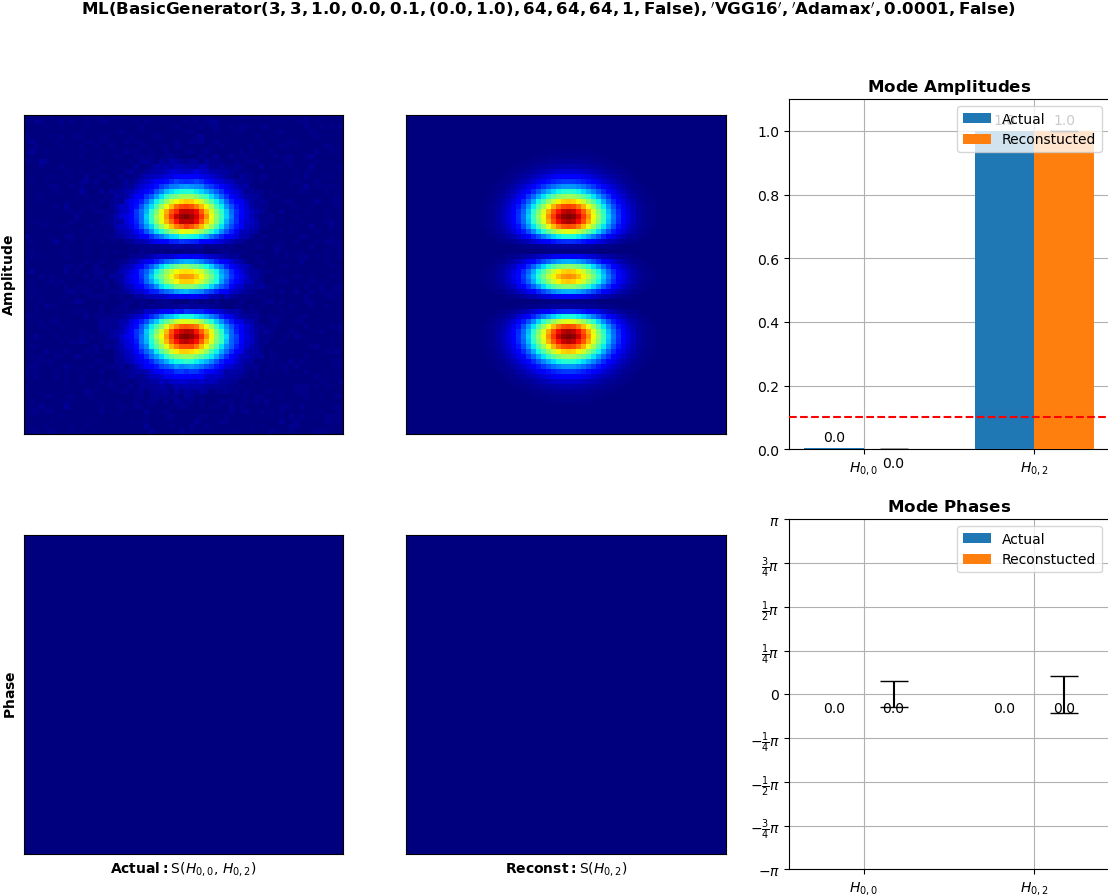 ML(BasicGenerator(3, 3, 1.0, 0.0, 0.1, (0.0, 1.0), 64, 64, 64, 1, False), ′VGG16′, ′Adamax′, 0.0001, False)
Mode Amplitudes
Actual
Reconstucted
1.0
1.0
0.8
0.6
0.4
0.2
0.0
0.0
0.0
H₀,₀
H₀,₂
Amplitude
Mode Phases
Actual
Reconstucted
π
¾π
½π
¼π
0
−¼π
−½π
−¾π
−π
0.0
0.0
0.0
0.0
H₀,₀
H₀,₂
Phase
Actual: S(H₀,₀, H₀,₂)
Reconst: S(H₀,₂)